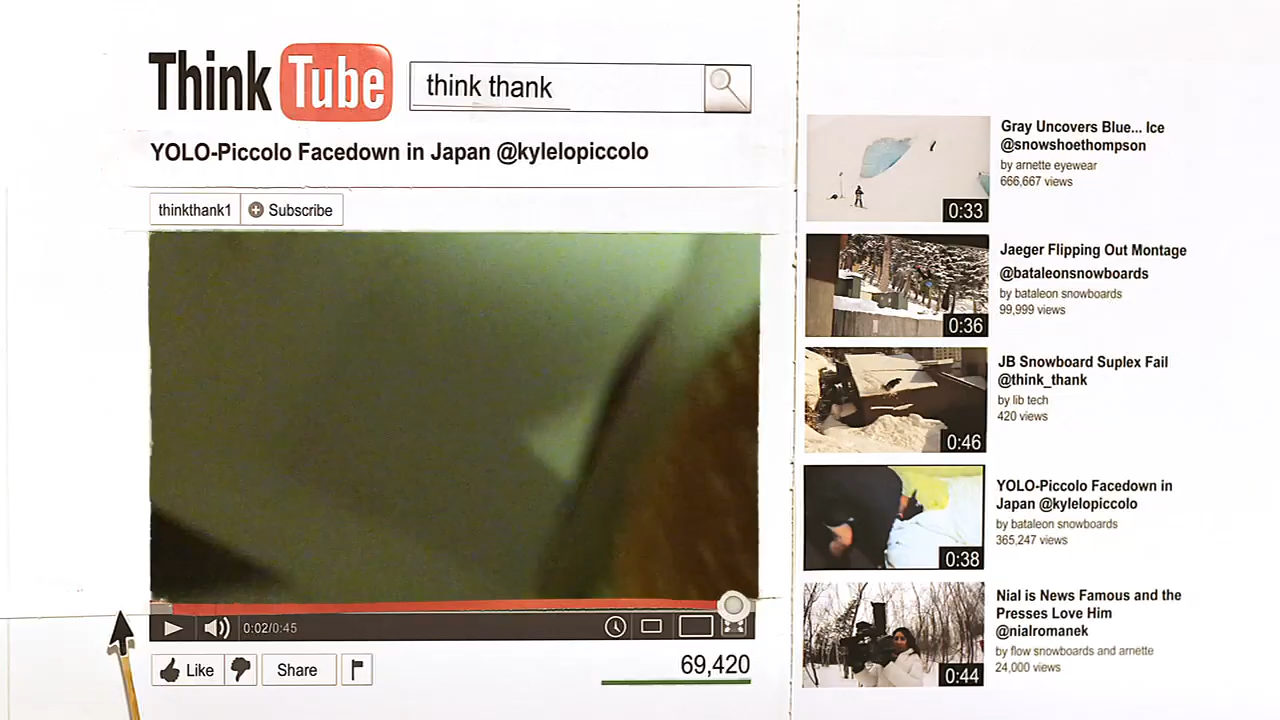 Think Tube
think thank
YOLO-Piccolo Facedown in Japan @kylelopiccolo
thinkthank1
Subscribe
0:02/0:45
Like
Share
69,420
0:33
Gray Uncovers Blue... Ice
@snowshoethompson
by arnette eyewear
666,667 views
0:36
Jaeger Flipping Out Montage
@bataleonsnowboards
by bataleon snowboards
99,999 views
0:46
JB Snowboard Suplex Fail
@think_thank
by lib tech
420 views
0:38
YOLO-Piccolo Facedown in
Japan @kylelopiccolo
by bataleon snowboards
365,247 views
0:44
Nial is News Famous and the
Presses Love Him
@nialromanek
by flow snowboards and arnette
24,000 views